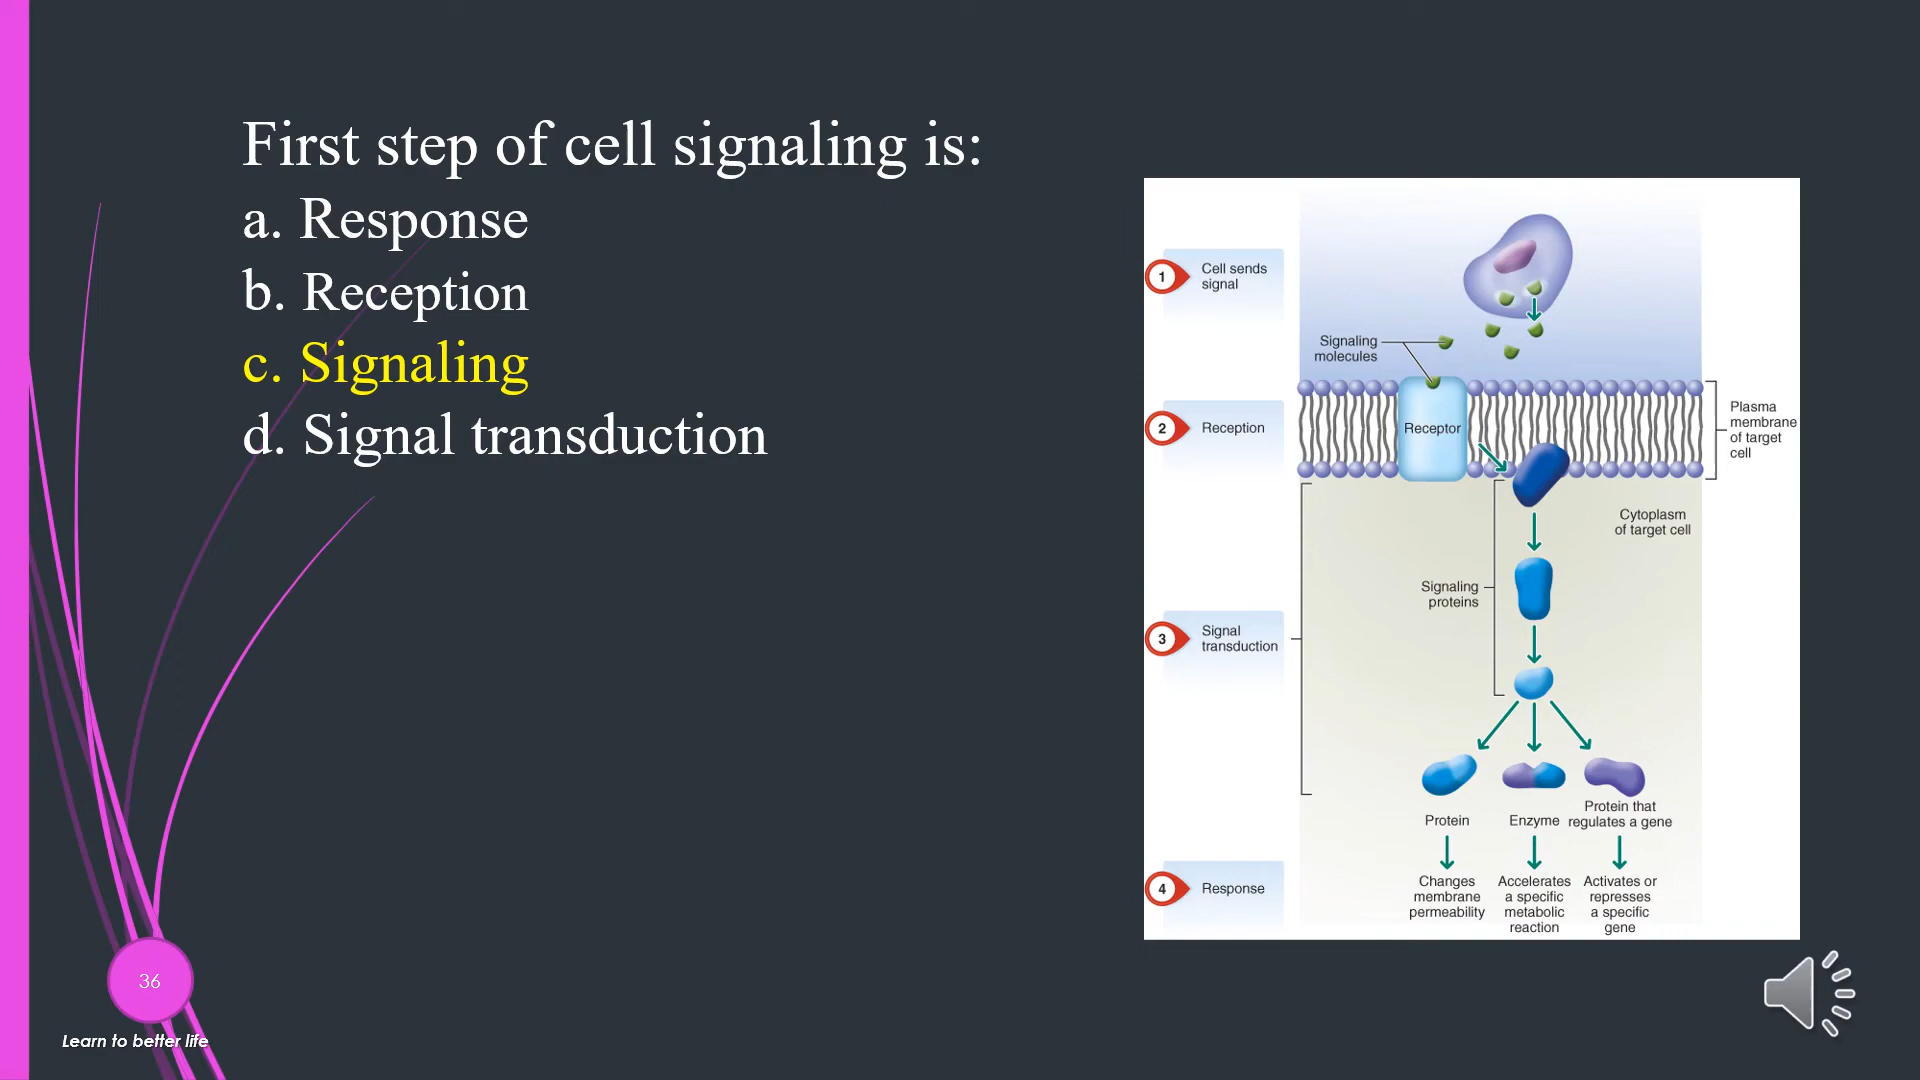 First step of cell signaling is:
a. Response
b. Reception
c. Signaling
d. Signal transduction
1
Cell sends
signal
Signaling
molecules
2
Reception
Receptor
Plasma
membrane
of target
cell
Cytoplasm
of target cell
Signaling
proteins
3
Signal
transduction
Protein
Enzyme
Protein that
regulates a gene
4
Response
Changes
membrane
permeability
Accelerates
a specific
metabolic
reaction
Activates or
represses
a specific
gene
36
Learn to better life